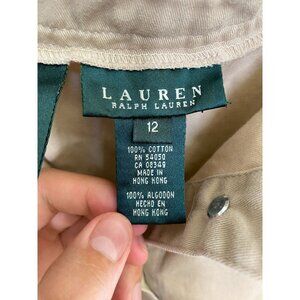 LAUREN
RALPH LAUREN
12
100% COTTON
RN 54050
CA 08349
MADE IN
HONG KONG
100% ALGODON
HECHO EN
HONG KONG